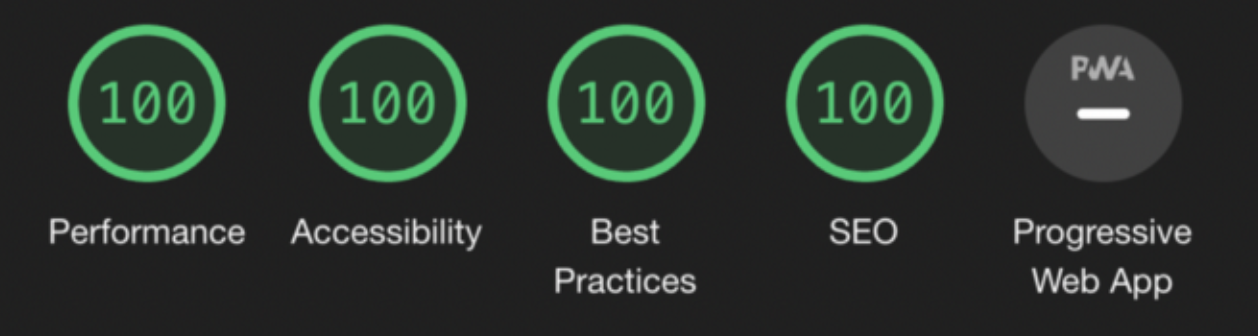 100 100 100 100 PWA
Performance Accessibility Best SEO Progressive
Practices Web App